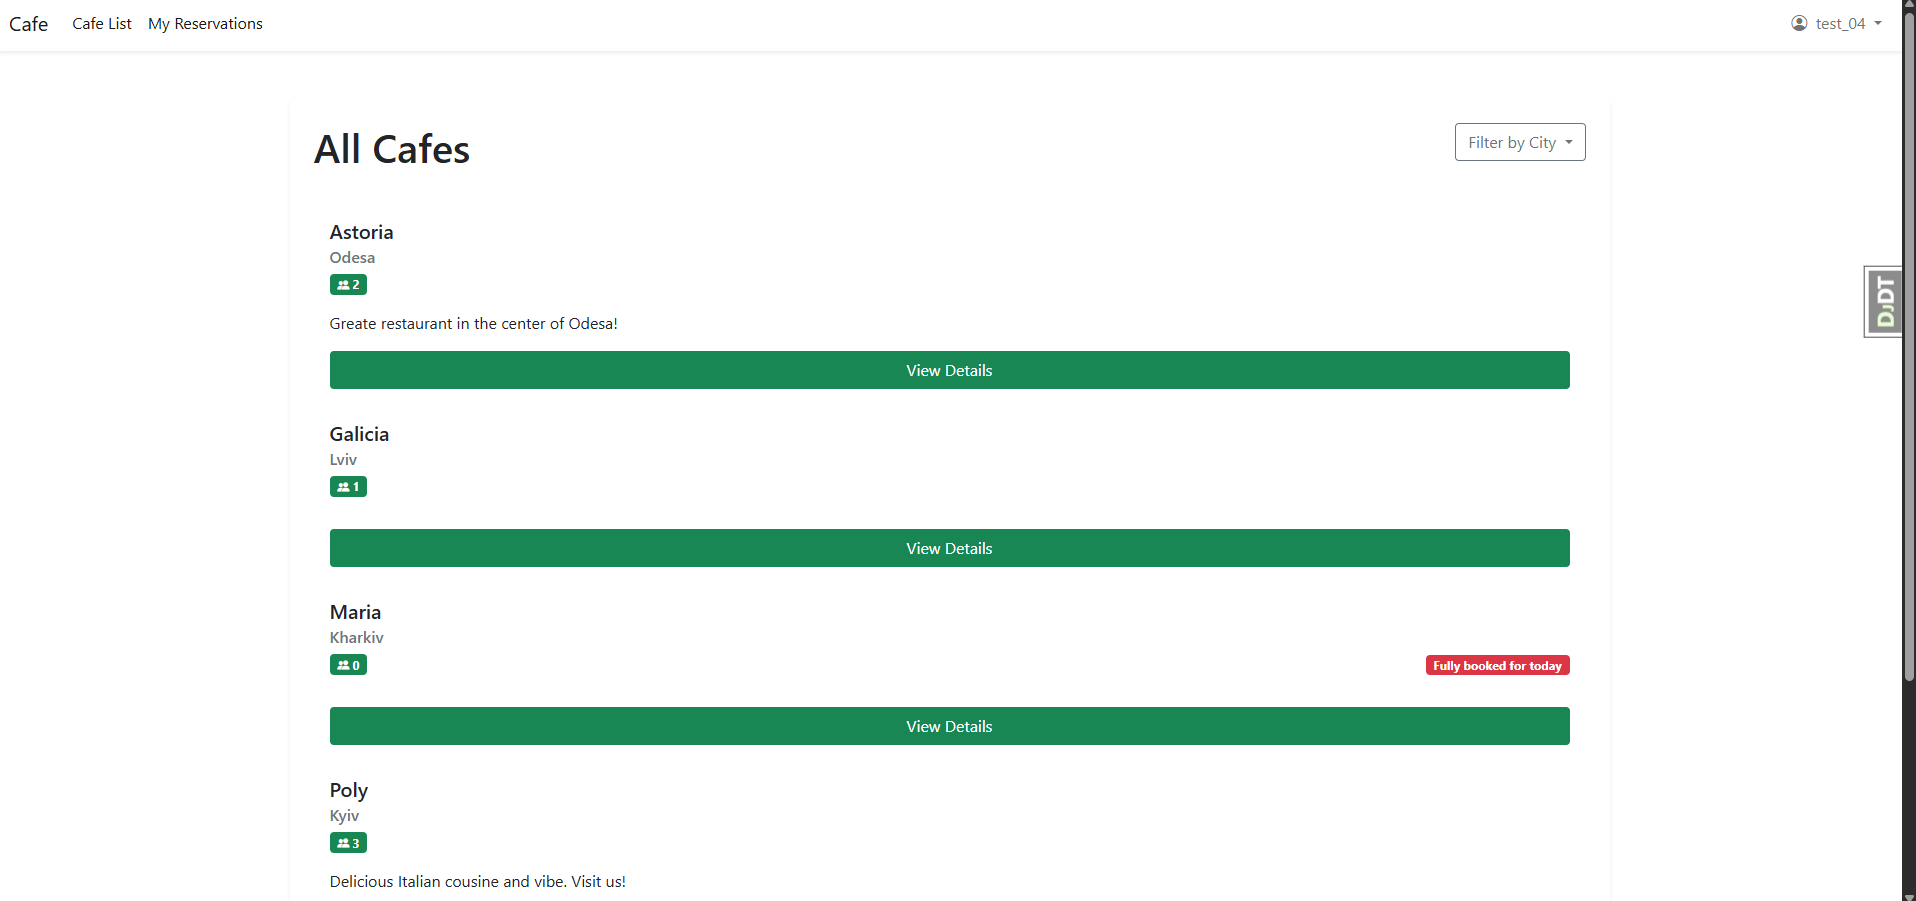 Cafe Cafe List My Reservations test_04
All Cafes Filter by City
Astoria
Odesa
2
Greate restaurant in the center of Odesa!
View Details
Galicia
Lviv
1
View Details
Maria
Kharkiv
0 Fully booked for today
View Details
Poly
Kyiv
3
Delicious Italian cousine and vibe. Visit us!
DJDT